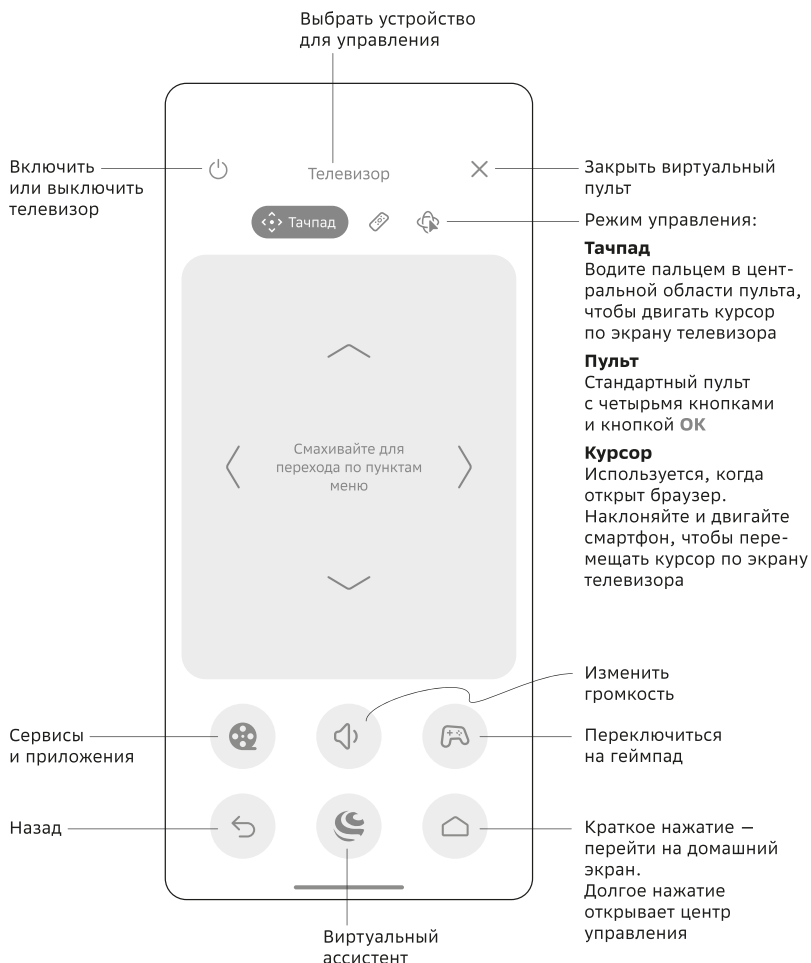 Выбрать устройство
для управления
Включить
или выключить
телевизор
Телевизор
Закрыть виртуальный
пульт
Тачпад
Режим управления:
Тачпад
Водите пальцем в цент-
ральной области пульта,
чтобы двигать курсор
по экрану телевизора
Пульт
Стандартный пульт
с четырьмя кнопками
и кнопкой ОК
Курсор
Используется, когда
открыт браузер.
Наклоняйте и двигайте
смартфон, чтобы пере-
мещать курсор по экрану
телевизора
Смахивайте для
перехода по пунктам
меню
Изменить
громкость
Сервисы
и приложения
Переключиться
на геймпад
Назад
Краткое нажатие —
перейти на домашний
экран.
Долгое нажатие
открывает центр
управления
Виртуальный
ассистент